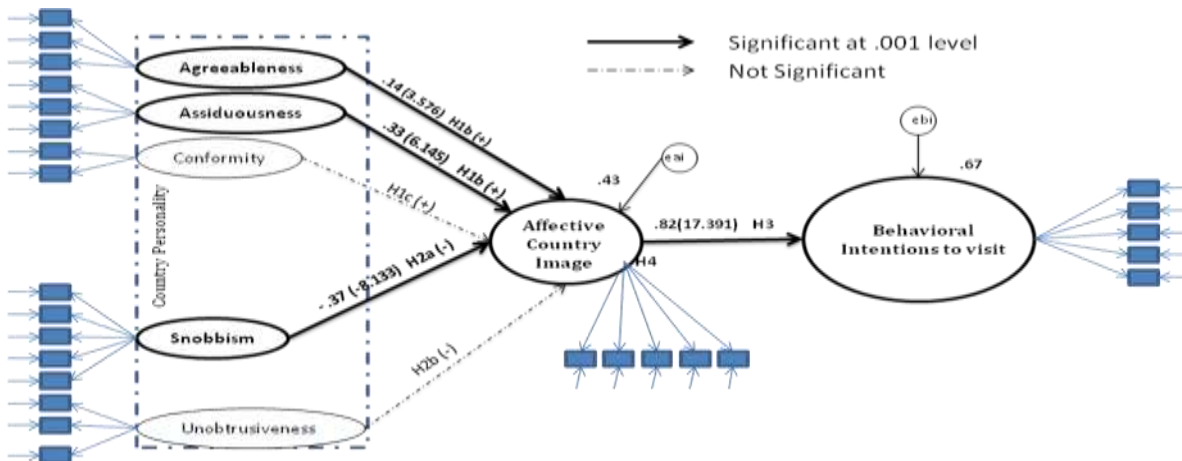 Significant at .001 level
Not Significant
Agreeableness
.14(3.576) H1b (+)
Assiduousness
.33 (6.145) H1b (+)
Conformity
H1c (+)
Country Personality
Snobbism
-.37 (-8.133) H2a (-)
Unobtrusiveness
H2b (-)
.43
eai
Affective
Country
Image
H4
.82(17.391) H3
ebi
.67
Behavioral
Intentions to visit